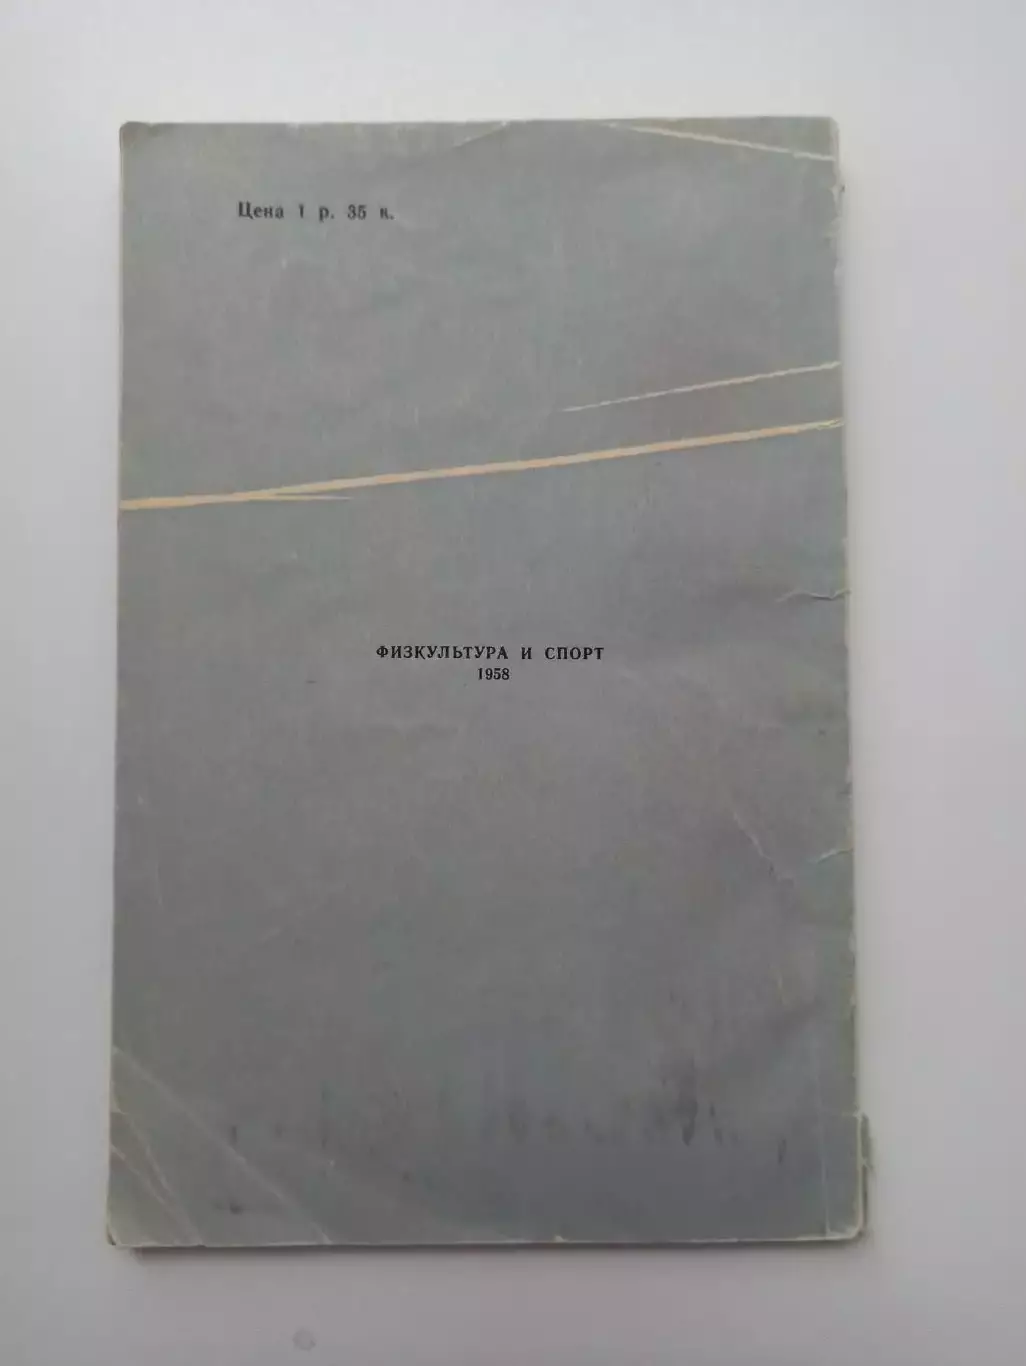 Цена 1 р. 35 к.
ФИЗКУЛЬТУРА И СПОРТ
1958